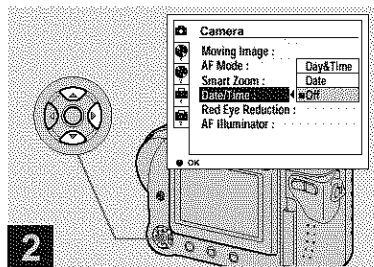 Camera
Moving Image :
AF Mode :
Day&Time
Smart Zoom :
Date
Date/Time :
Off
Red Eye Reduction :
AF Illuminator :
OK
2